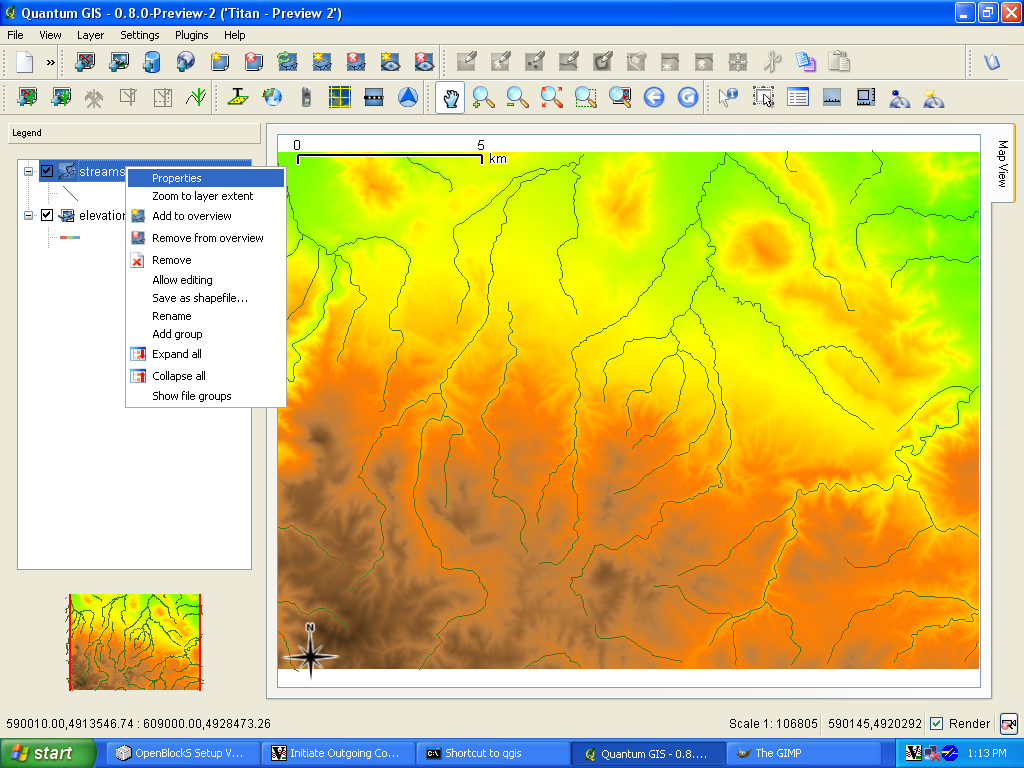 Quantum GIS - 0.8.0-Preview-2 ('Titan - Preview 2')
File View Layer Settings Plugins Help
»
Legend
streams
elevation
Properties
Zoom to layer extent
Add to overview
Remove from overview
Remove
Allow editing
Save as shapefile...
Rename
Add group
Expand all
Collapse all
Show file groups
0 5
km
Map View
N
590010.00,4913546.74 : 609000.00,4928473.26
Scale 1: 106805
590145,4920292
Render
start
OpenBlockS Setup V...
Initiate Outgoing Co...
Shortcut to qgis
Quantum GIS - 0.8....
The GIMP
1:13 PM